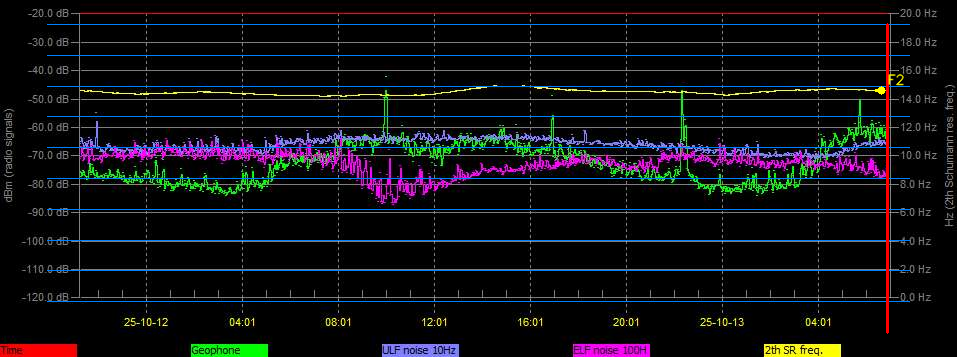 -20.0 dB 20.0 Hz
-30.0 dB 18.0 Hz
-40.0 dB 16.0 Hz
F2
-50.0 dB 14.0 Hz
-60.0 dB 12.0 Hz
-70.0 dB 10.0 Hz
-80.0 dB 8.0 Hz
-90.0 dB 6.0 Hz
-100.0 dB 4.0 Hz
-110.0 dB 2.0 Hz
-120.0 dB 0.0 Hz
dBm (radio signals)
Hz (2th Schumann res. freq.)
25-10-12 04:01 08:01 12:01 16:01 20:01 25-10-13 04:01
Time Geophone ULF noise 10Hz ELF noise 100H 2th SR freq.